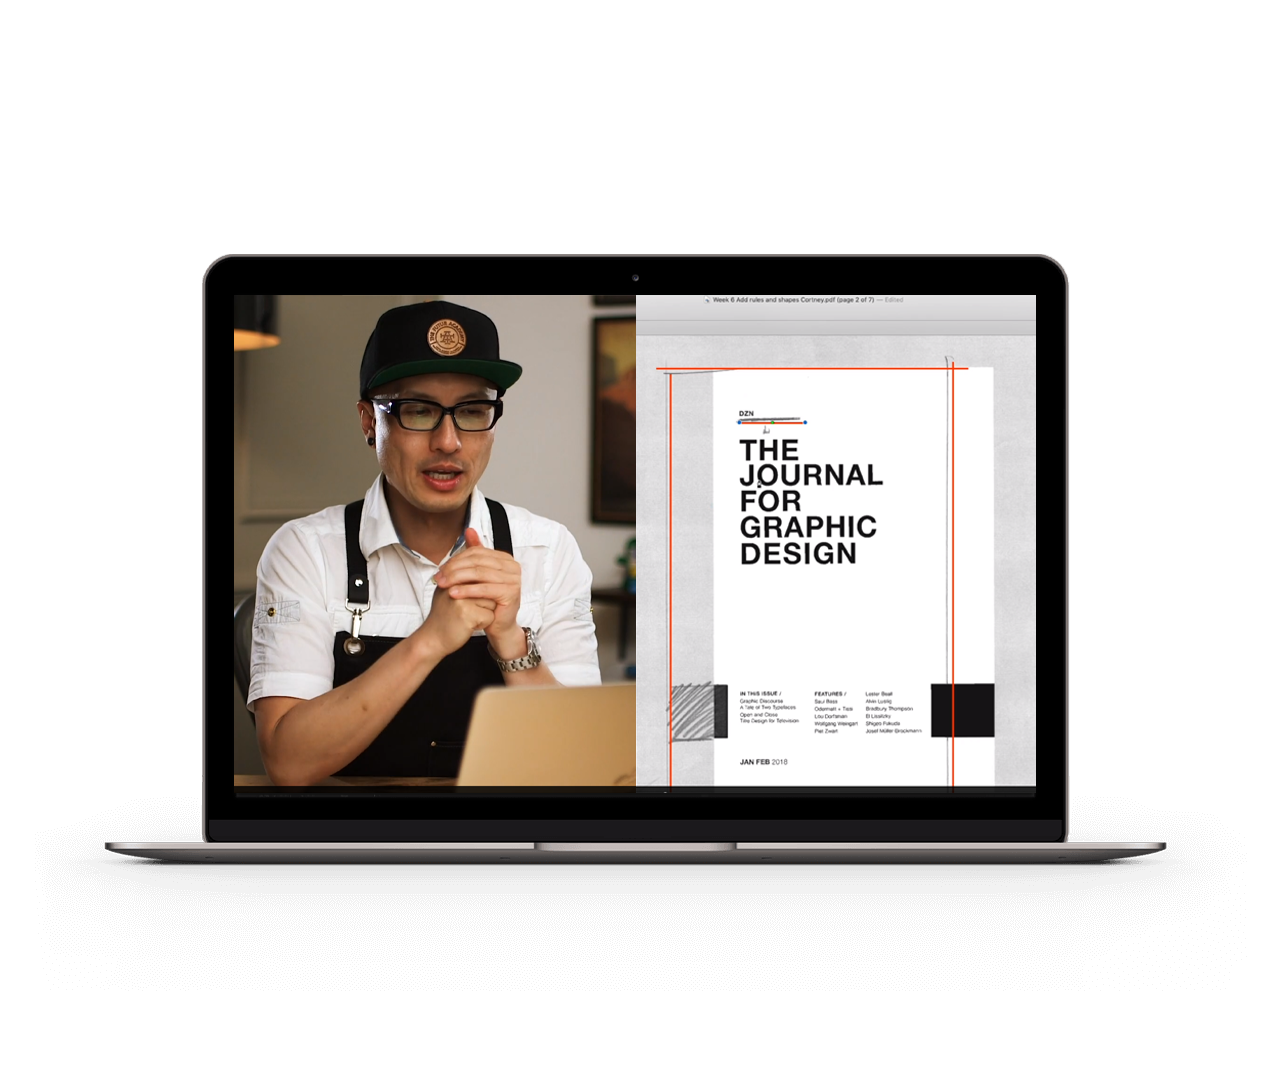 THE FUTUR ACADEMY
Week 6 Add rules and shapes Cortney.pdf (page 2 of 7) — Edited
DZN
THE
JOURNAL
FOR
GRAPHIC
DESIGN
IN THIS ISSUE /
Graphic Discourse
A Tale of Two Typefaces
Open and Close
Title Design for Television
FEATURES /
Saul Bass
Odermatt + Tissi
Lou Dorfsman
Wolfgang Weingart
Piet Zwart
Lester Beall
Alvin Lustig
Bradbury Thompson
El Lissitzky
Shigeo Fukuda
Josef Müller Brockmann
JAN FEB 2018